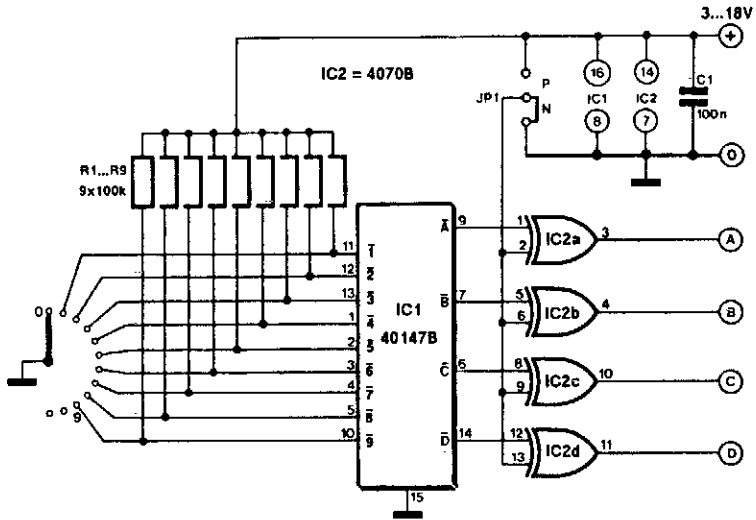 3...18V
+
IC2 = 4070B
P
JP1
N
16
14
C1
IC1
IC2
100n
8
7
0
R1...R9
9x100k
11
1̅
12
2̅
13
3̅
1
4̅
2
5̅
3
6̅
4
7̅
5
8̅
10
9̅
0
9
IC1
40147B
A̅
9
B̅
7
C̅
6
D̅
14
15
1
2
IC2a
3
A
5
6
IC2b
4
B
8
9
IC2c
10
C
12
13
IC2d
11
D